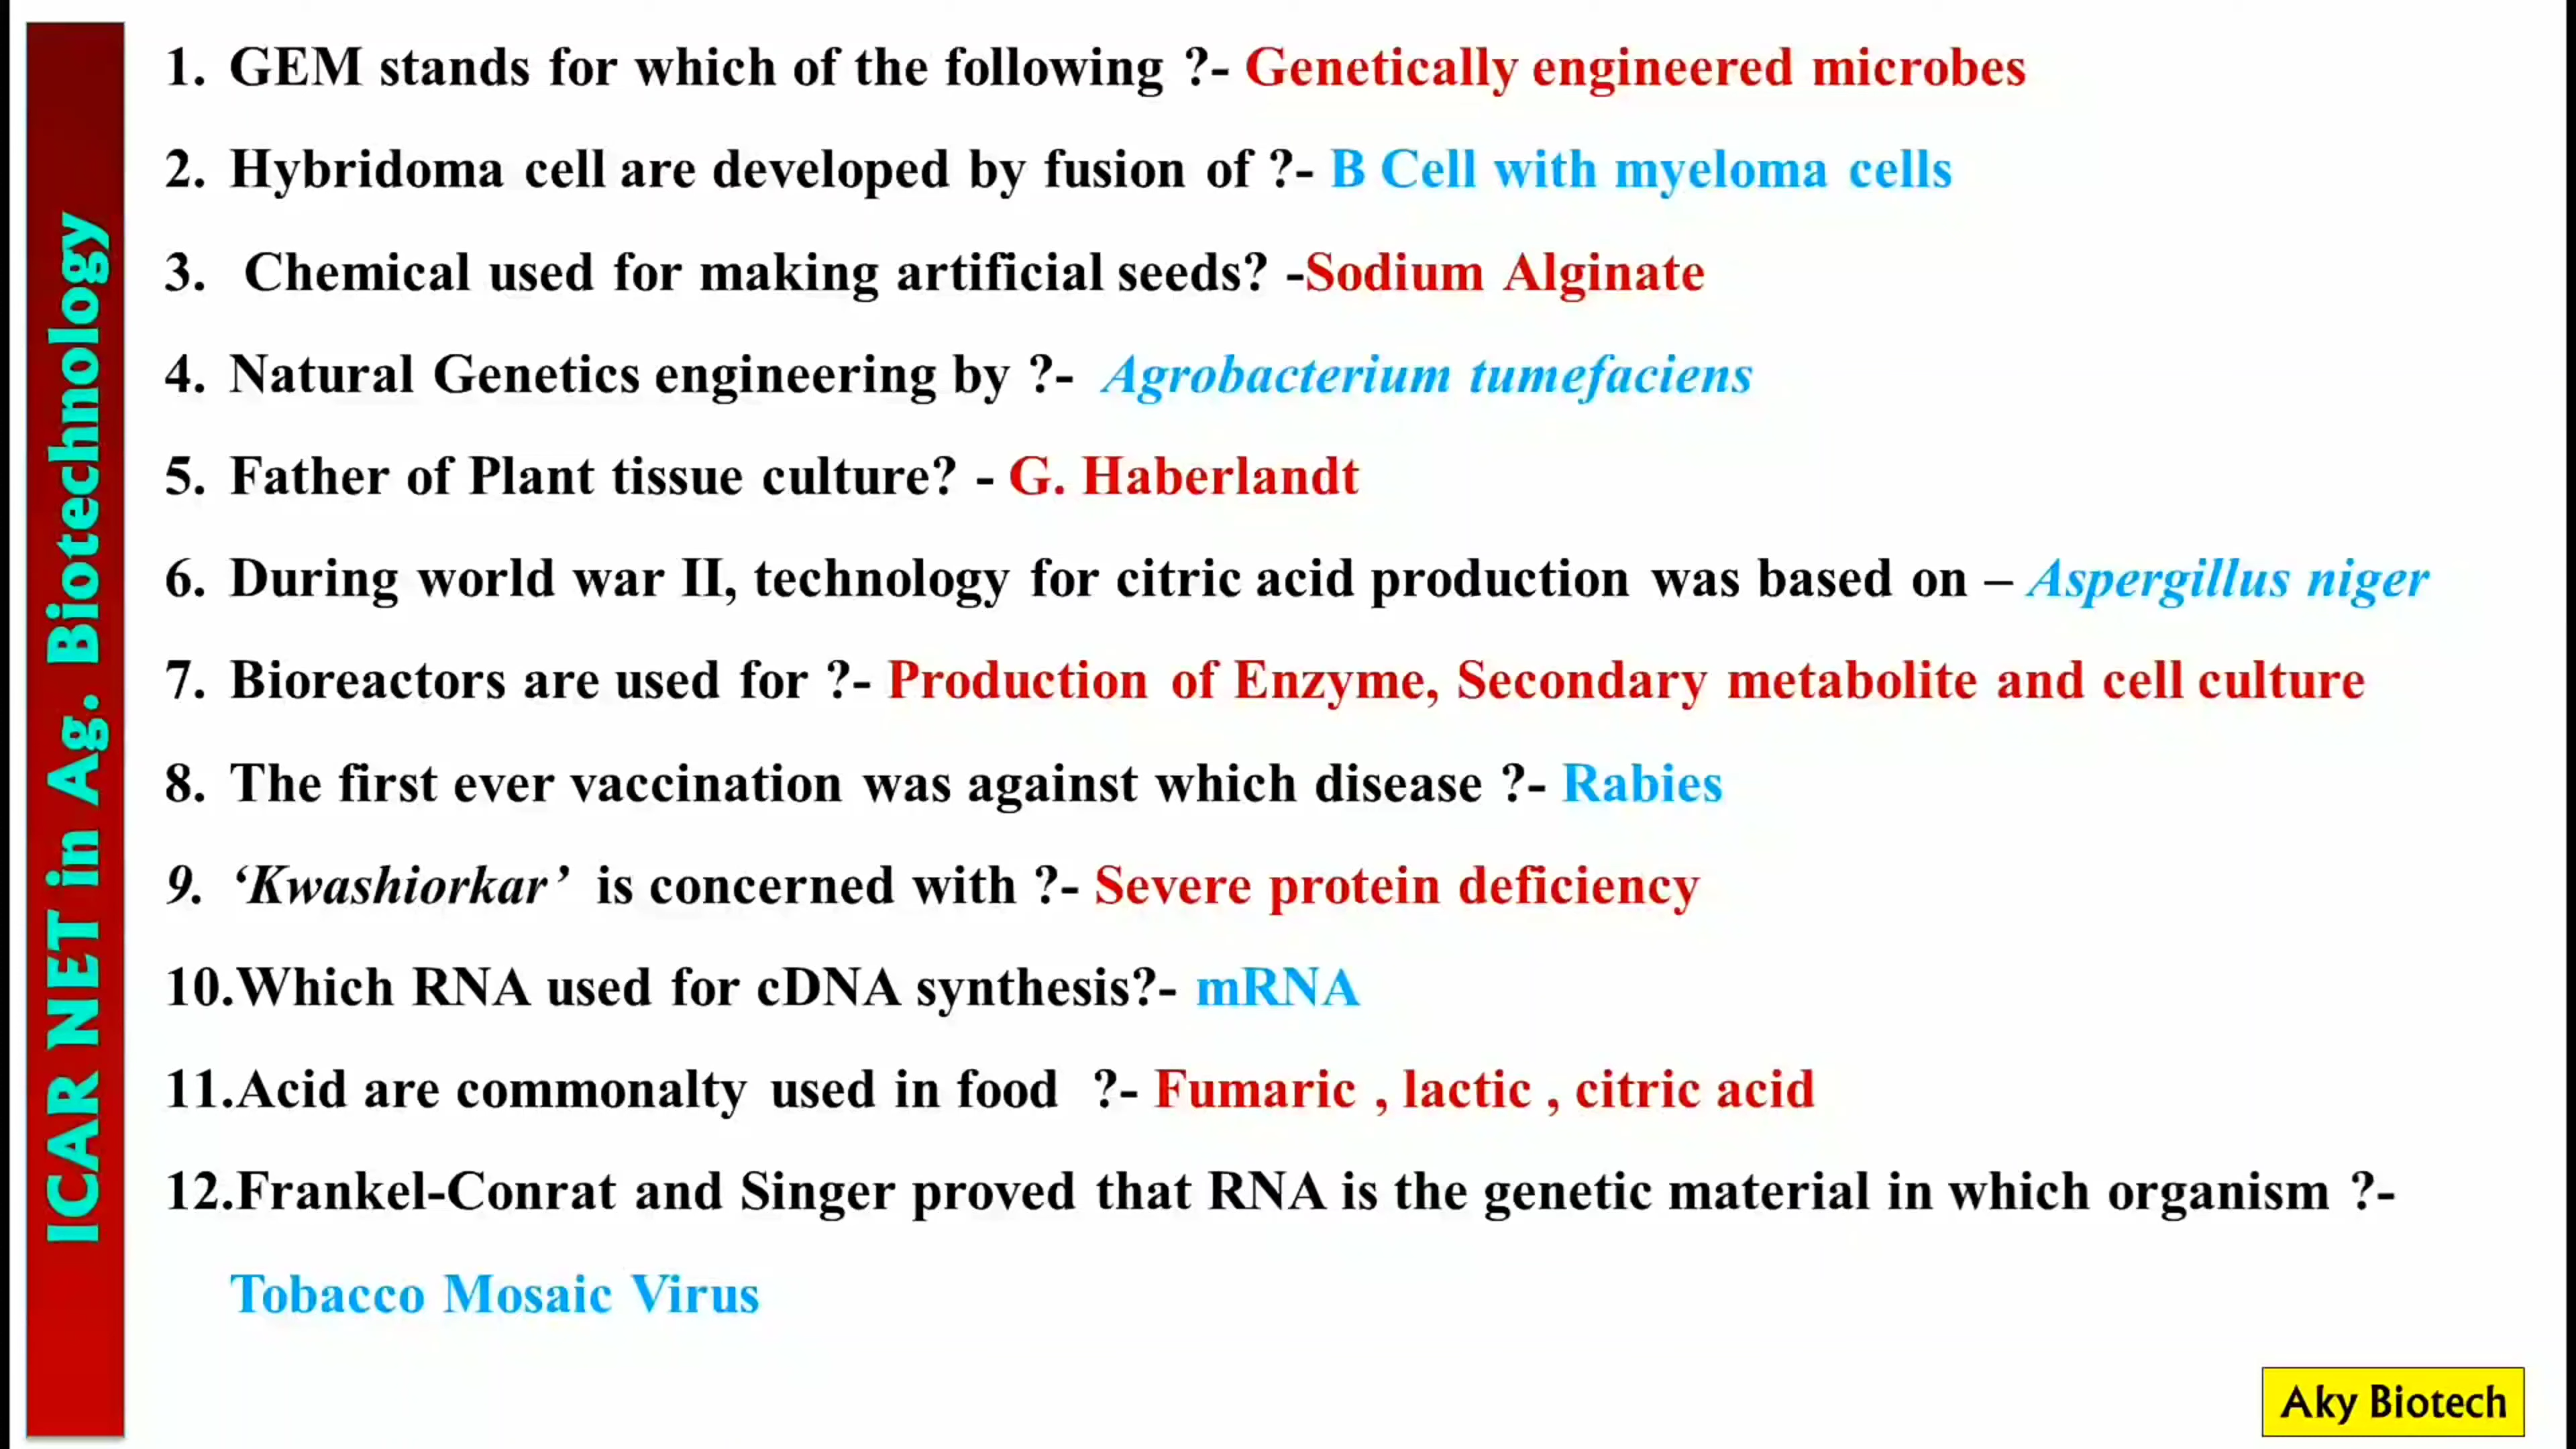 ICAR NET in Ag. Biotechnology
1. GEM stands for which of the following ?- Genetically engineered microbes
2. Hybridoma cell are developed by fusion of ?- B Cell with myeloma cells
3. Chemical used for making artificial seeds? -Sodium Alginate
4. Natural Genetics engineering by ?- Agrobacterium tumefaciens
5. Father of Plant tissue culture? - G. Haberlandt
6. During world war II, technology for citric acid production was based on – Aspergillus niger
7. Bioreactors are used for ?- Production of Enzyme, Secondary metabolite and cell culture
8. The first ever vaccination was against which disease ?- Rabies
9. ‘Kwashiorkar’ is concerned with ?- Severe protein deficiency
10.Which RNA used for cDNA synthesis?- mRNA
11.Acid are commonalty used in food ?- Fumaric , lactic , citric acid
12.Frankel-Conrat and Singer proved that RNA is the genetic material in which organism ?-
Tobacco Mosaic Virus
Aky Biotech